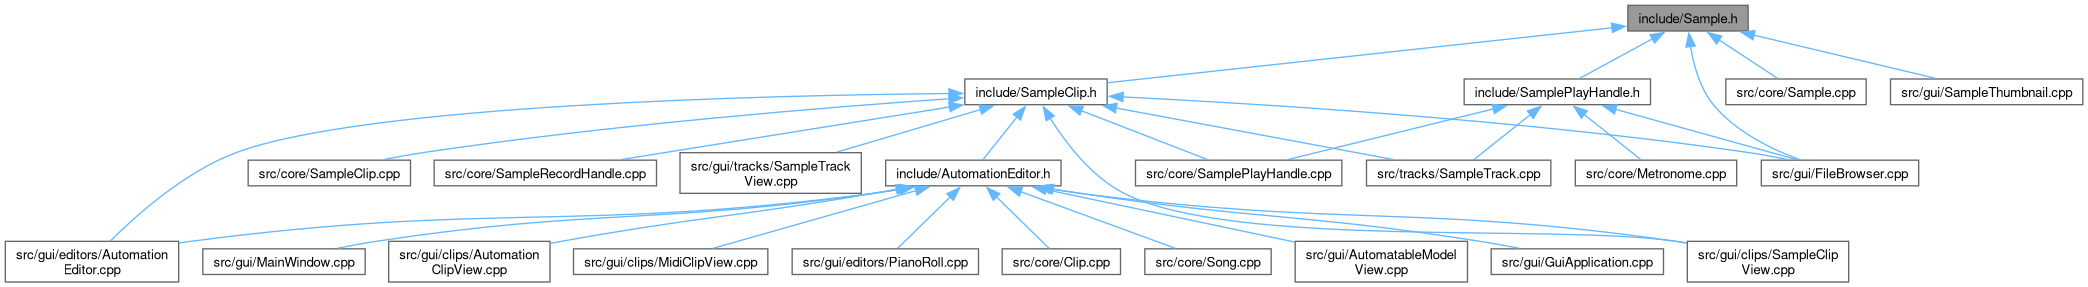 include/Sample.h
include/SampleClip.h
include/SamplePlayHandle.h
src/core/Sample.cpp
src/gui/SampleThumbnail.cpp
src/core/SampleClip.cpp
src/core/SampleRecordHandle.cpp
src/gui/tracks/SampleTrack
View.cpp
include/AutomationEditor.h
src/core/SamplePlayHandle.cpp
src/tracks/SampleTrack.cpp
src/core/Metronome.cpp
src/gui/FileBrowser.cpp
src/gui/editors/Automation
Editor.cpp
src/gui/MainWindow.cpp
src/gui/clips/Automation
ClipView.cpp
src/gui/clips/MidiClipView.cpp
src/gui/editors/PianoRoll.cpp
src/core/Clip.cpp
src/core/Song.cpp
src/gui/AutomatableModel
View.cpp
src/gui/GuiApplication.cpp
src/gui/clips/SampleClip
View.cpp